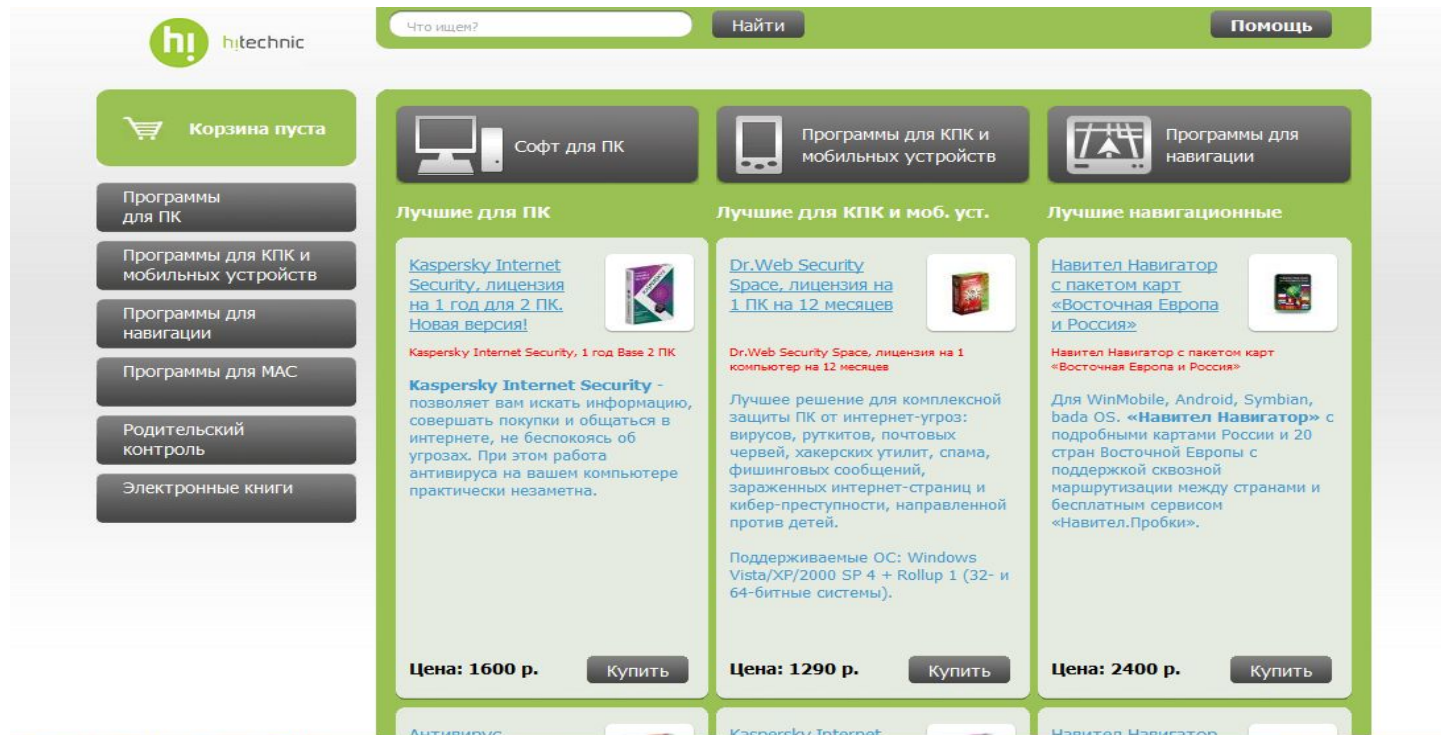 hi hitechnic
Что ищем?
Найти
Помощь
Корзина пуста
Программы
для ПК
Программы для КПК и
мобильных устройств
Программы для
навигации
Программы для MAC
Родительский
контроль
Электронные книги
Софт для ПК
Программы для КПК и
мобильных устройств
Программы для
навигации
Лучшие для ПК
Лучшие для КПК и моб. уст.
Лучшие навигационные
Kaspersky Internet
Security, лицензия
на 1 год для 2 ПК.
Новая версия!
Kaspersky Internet Security, 1 год Base 2 ПК
Kaspersky Internet Security -
позволяет вам искать информацию,
совершать покупки и общаться в
интернете, не беспокоясь об
угрозах. При этом работа
антивируса на вашем компьютере
практически незаметна.
Цена: 1600 р.
Купить
Dr.Web Security
Space, лицензия на
1 ПК на 12 месяцев
Dr.Web Security Space, лицензия на 1
компьютер на 12 месяцев
Лучшее решение для комплексной
защиты ПК от интернет-угроз:
вирусов, руткитов, почтовых
червей, хакерских утилит, спама,
фишинговых сообщений,
зараженных интернет-страниц и
кибер-преступности, направленной
против детей.
Поддерживаемые ОС: Windows
Vista/XP/2000 SP 4 + Rollup 1 (32- и
64-битные системы).
Цена: 1290 р.
Купить
Навител Навигатор
с пакетом карт
«Восточная Европа
и Россия»
Навител Навигатор с пакетом карт
«Восточная Европа и Россия»
Для WinMobile, Android, Symbian,
bada OS. «Навител Навигатор» с
подробными картами России и 20
стран Восточной Европы с
поддержкой сквозной
маршрутизации между странами и
бесплатным сервисом
«Навител.Пробки».
Цена: 2400 р.
Купить
Антивирус
Kaspersky Internet
Навител Навигатор